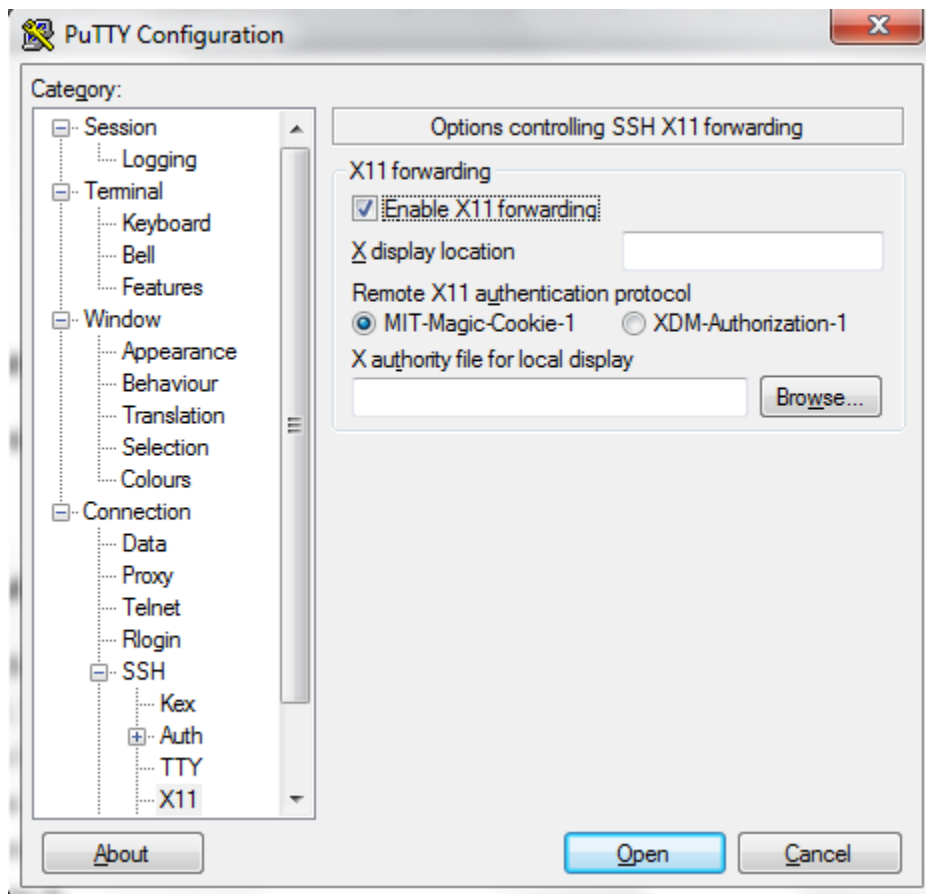 PuTTY Configuration
Category:
Session
Logging
Terminal
Keyboard
Bell
Features
Window
Appearance
Behaviour
Translation
Selection
Colours
Connection
Data
Proxy
Telnet
Rlogin
SSH
Kex
Auth
TTY
X11
Options controlling SSH X11 forwarding
X11 forwarding
Enable X11 forwarding
X display location
Remote X11 authentication protocol
MIT-Magic-Cookie-1 XDM-Authorization-1
X authority file for local display
Browse...
About Open Cancel